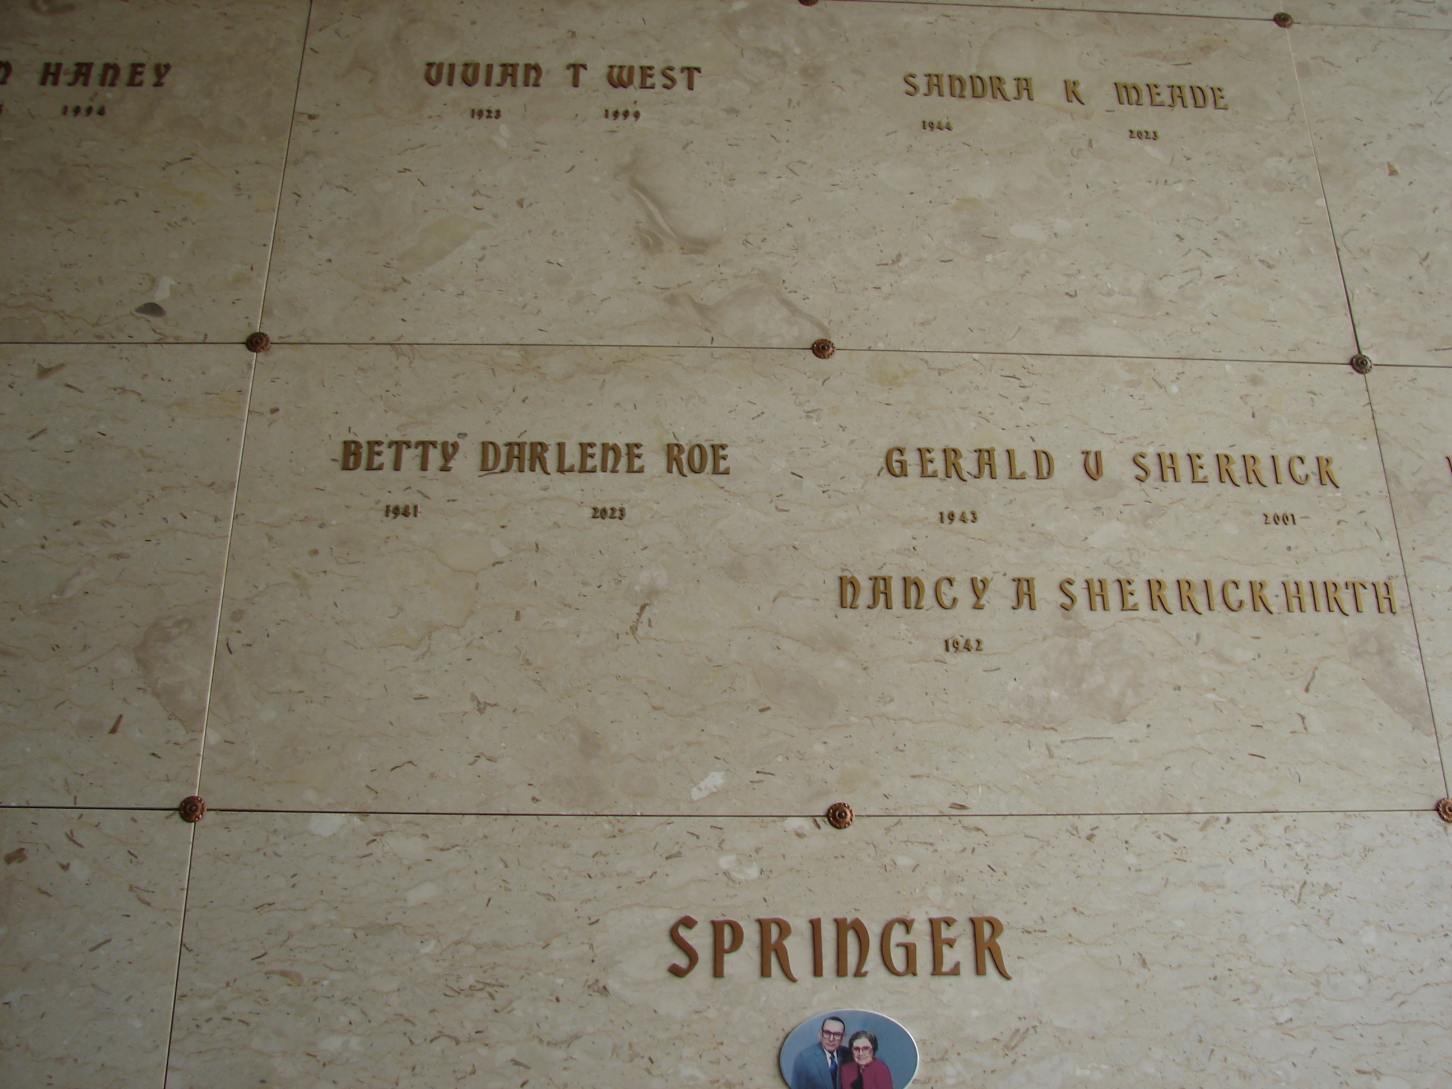 HANEY
1994
VIVIAN T WEST
1923 1999
SANDRA K MEADE
1944 2023
BETTY DARLENE ROE
1941 2023
GERALD V SHERRICK
1943 2001
NANCY A SHERRICK-HIRTH
1942
SPRINGER